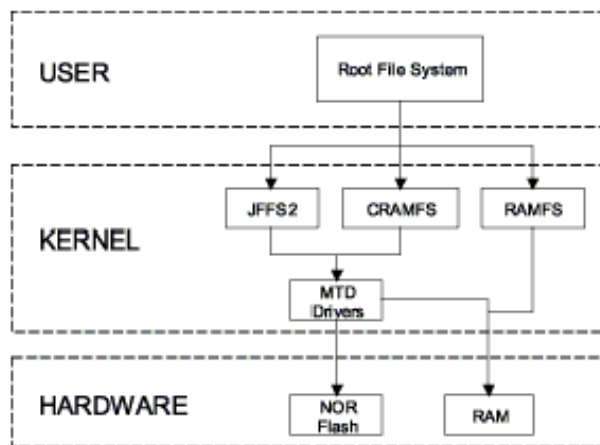 USER
Root File System
JFFS2
CRAMFS
RAMFS
KERNEL
MTD
Drivers
HARDWARE
NOR
Flash
RAM